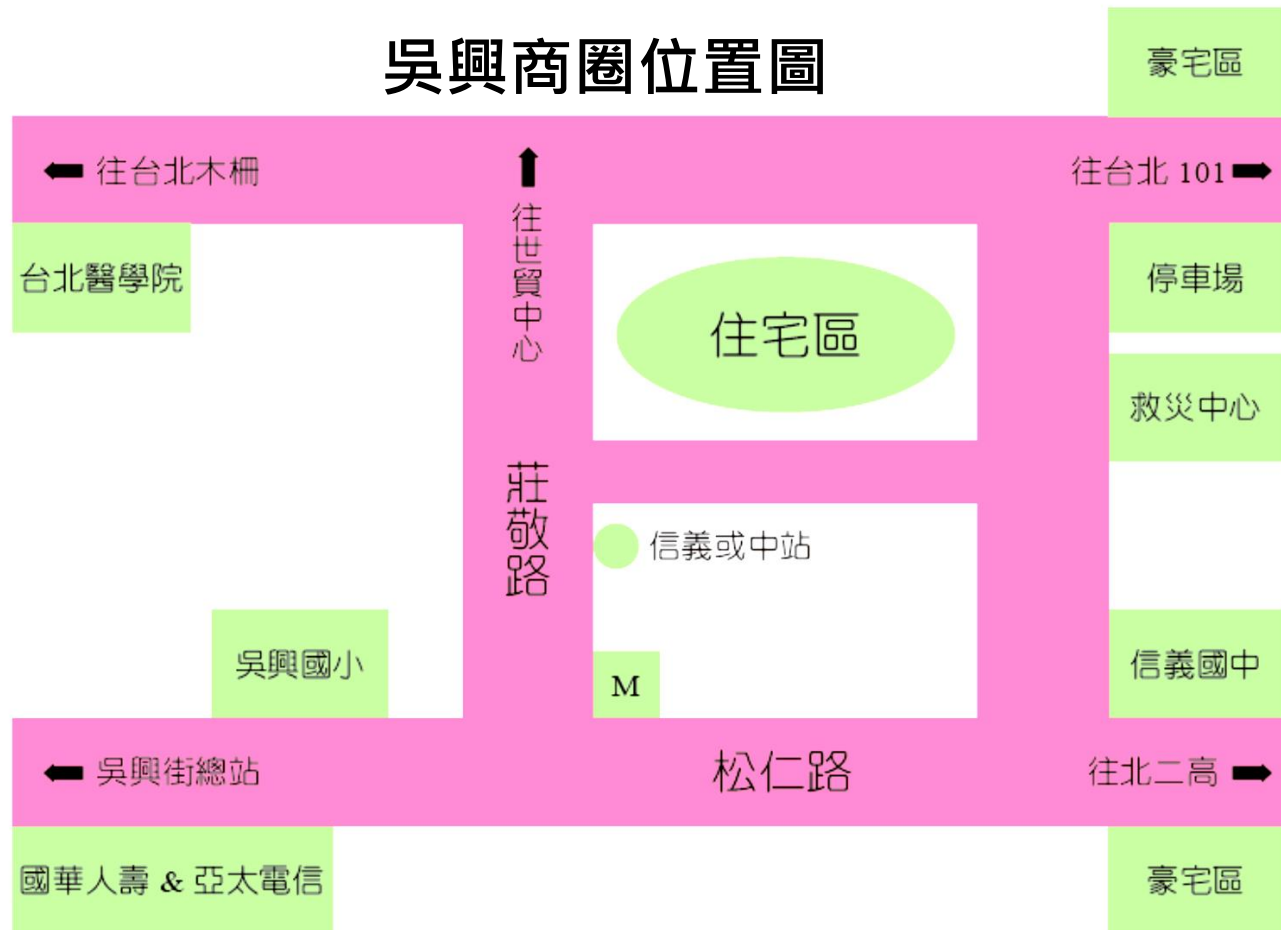 吳興商圈位置圖
豪宅區
往台北木柵
往世貿中心
往台北 101
台北醫學院
住宅區
停車場
救災中心
莊敬路
信義或中站
吳興國小
M
信義國中
吳興街總站
松仁路
往北二高
國華人壽 & 亞太電信
豪宅區